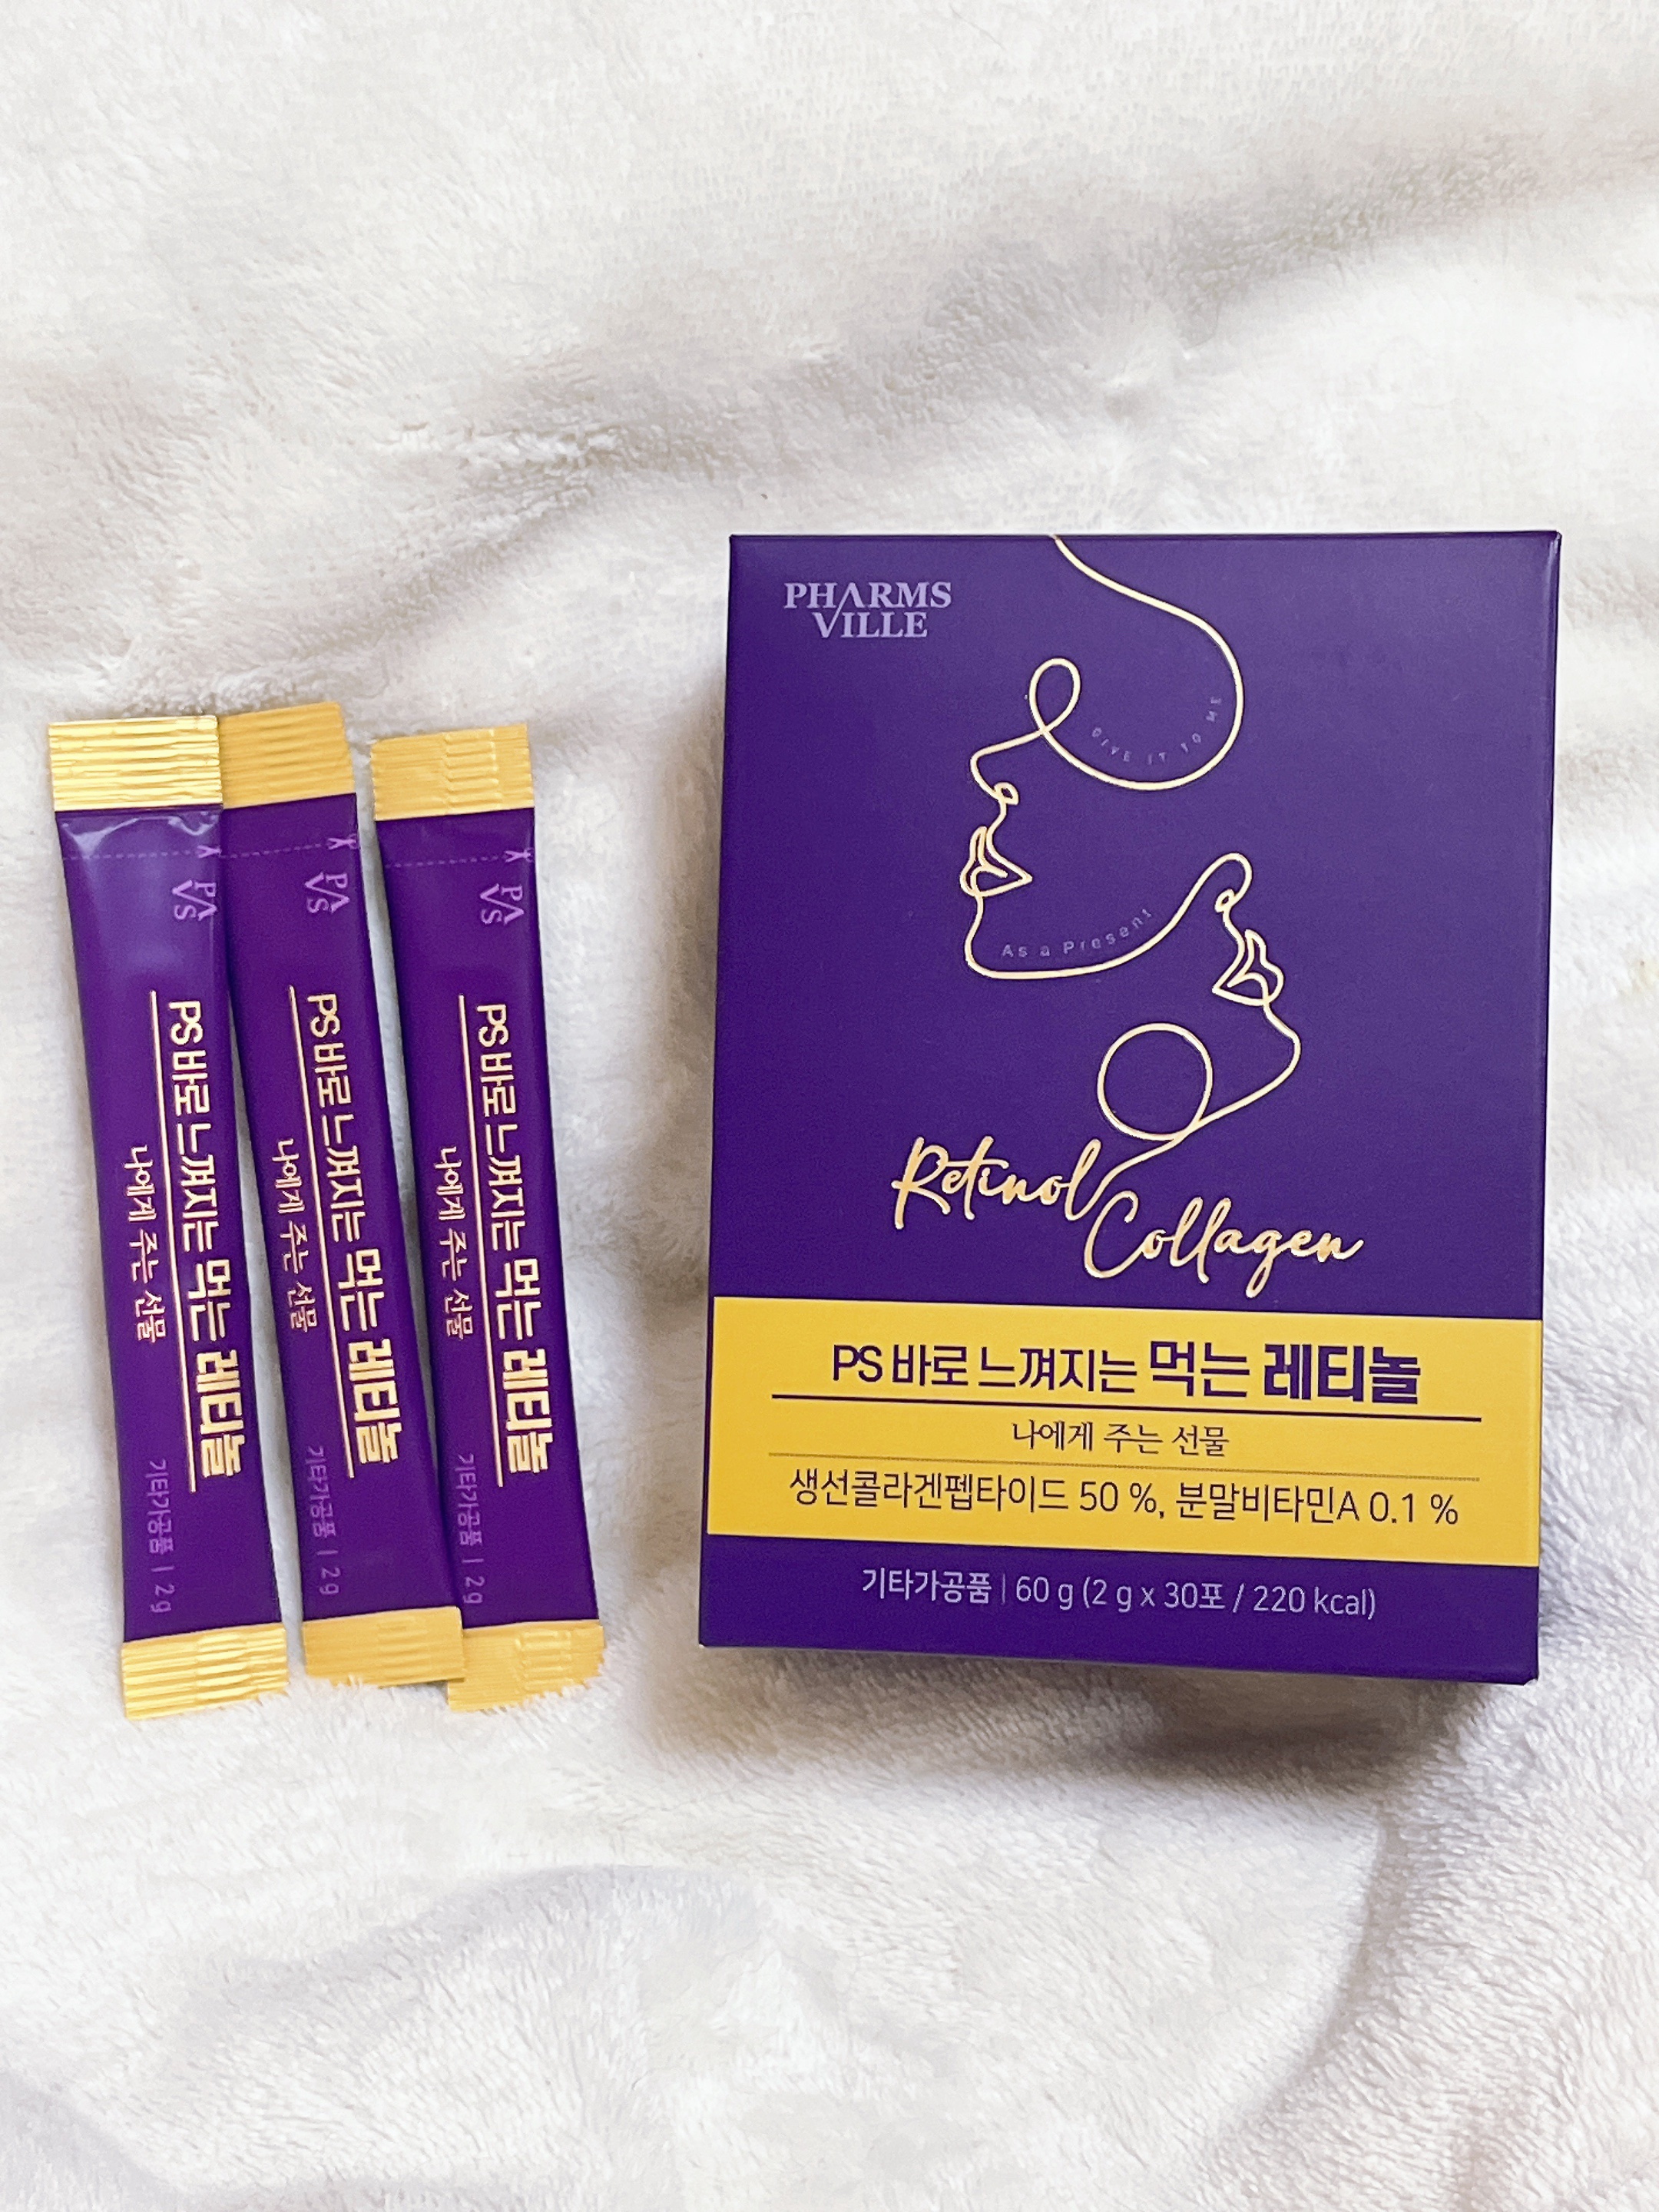 PS
PS 바로 느껴지는 먹는 레티놀
나에게 주는 선물
기타가공품 | 2 g
PS
PS 바로 느껴지는 먹는 레티놀
나에게 주는 선물
기타가공품 | 2 g
PS
PS 바로 느껴지는 먹는 레티놀
나에게 주는 선물
기타가공품 | 2 g
PHARMS
VILLE
GIVE IT TO ME
As a Present
Retinol
Collagen
PS 바로 느껴지는 먹는 레티놀
나에게 주는 선물
생선콜라겐펩타이드 50 %, 분말비타민A 0.1 %
기타가공품 | 60 g (2 g x 30포 / 220 kcal)